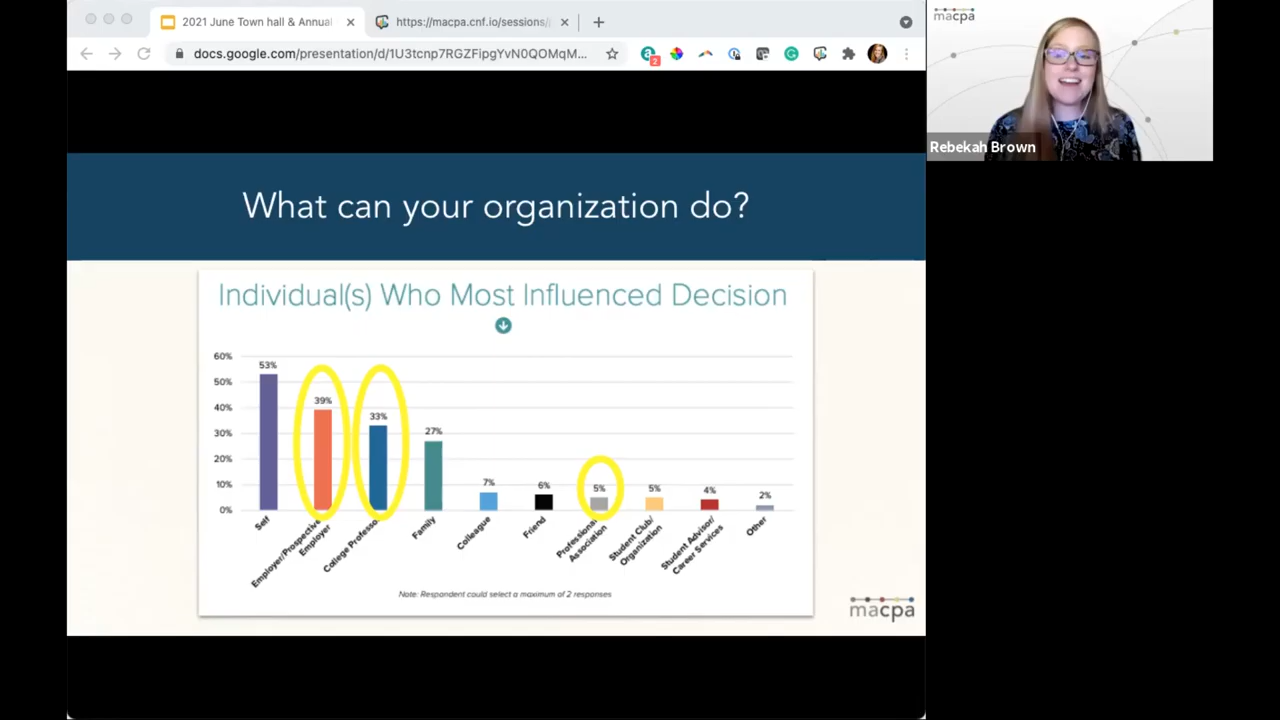 2021 June Town hall & Annual
https://macpa.cnf.io/sessions/
docs.google.com/presentation/d/1U3tcnp7RGZFipgYvN0QOMqM...
2
macpa
Rebekah Brown
What can your organization do?
Individual(s) Who Most Influenced Decision
60%
50%
40%
30%
20%
10%
0%
53%
39%
33%
27%
7%
6%
5%
5%
4%
2%
Self
Employer/Prospective
Employer
College Professor
Family
Colleague
Friend
Professional
Association
Student Club/
Organization
Student Advisor/
Career Services
Other
Note: Respondent could select a maximum of 2 responses
macpa